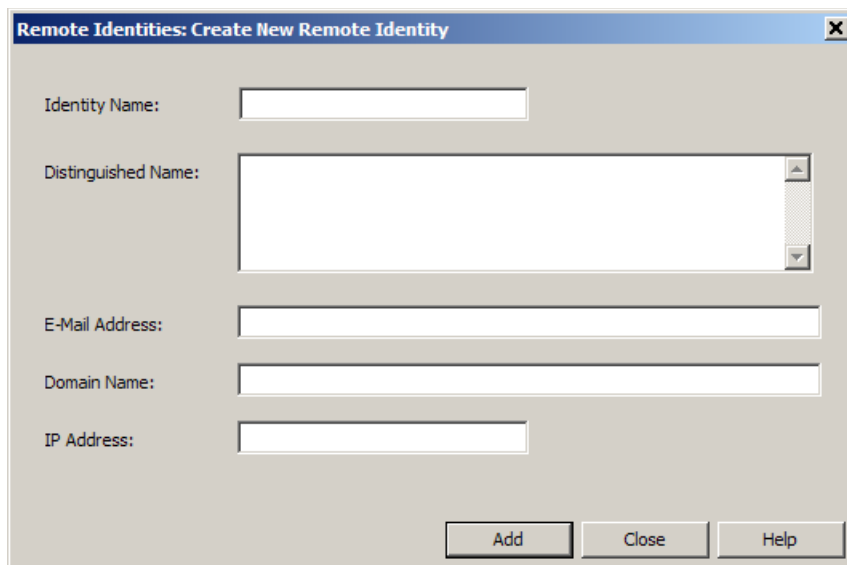 Remote Identities: Create New Remote Identity
Identity Name:
Distinguished Name:
E-Mail Address:
Domain Name:
IP Address:
Add Close Help